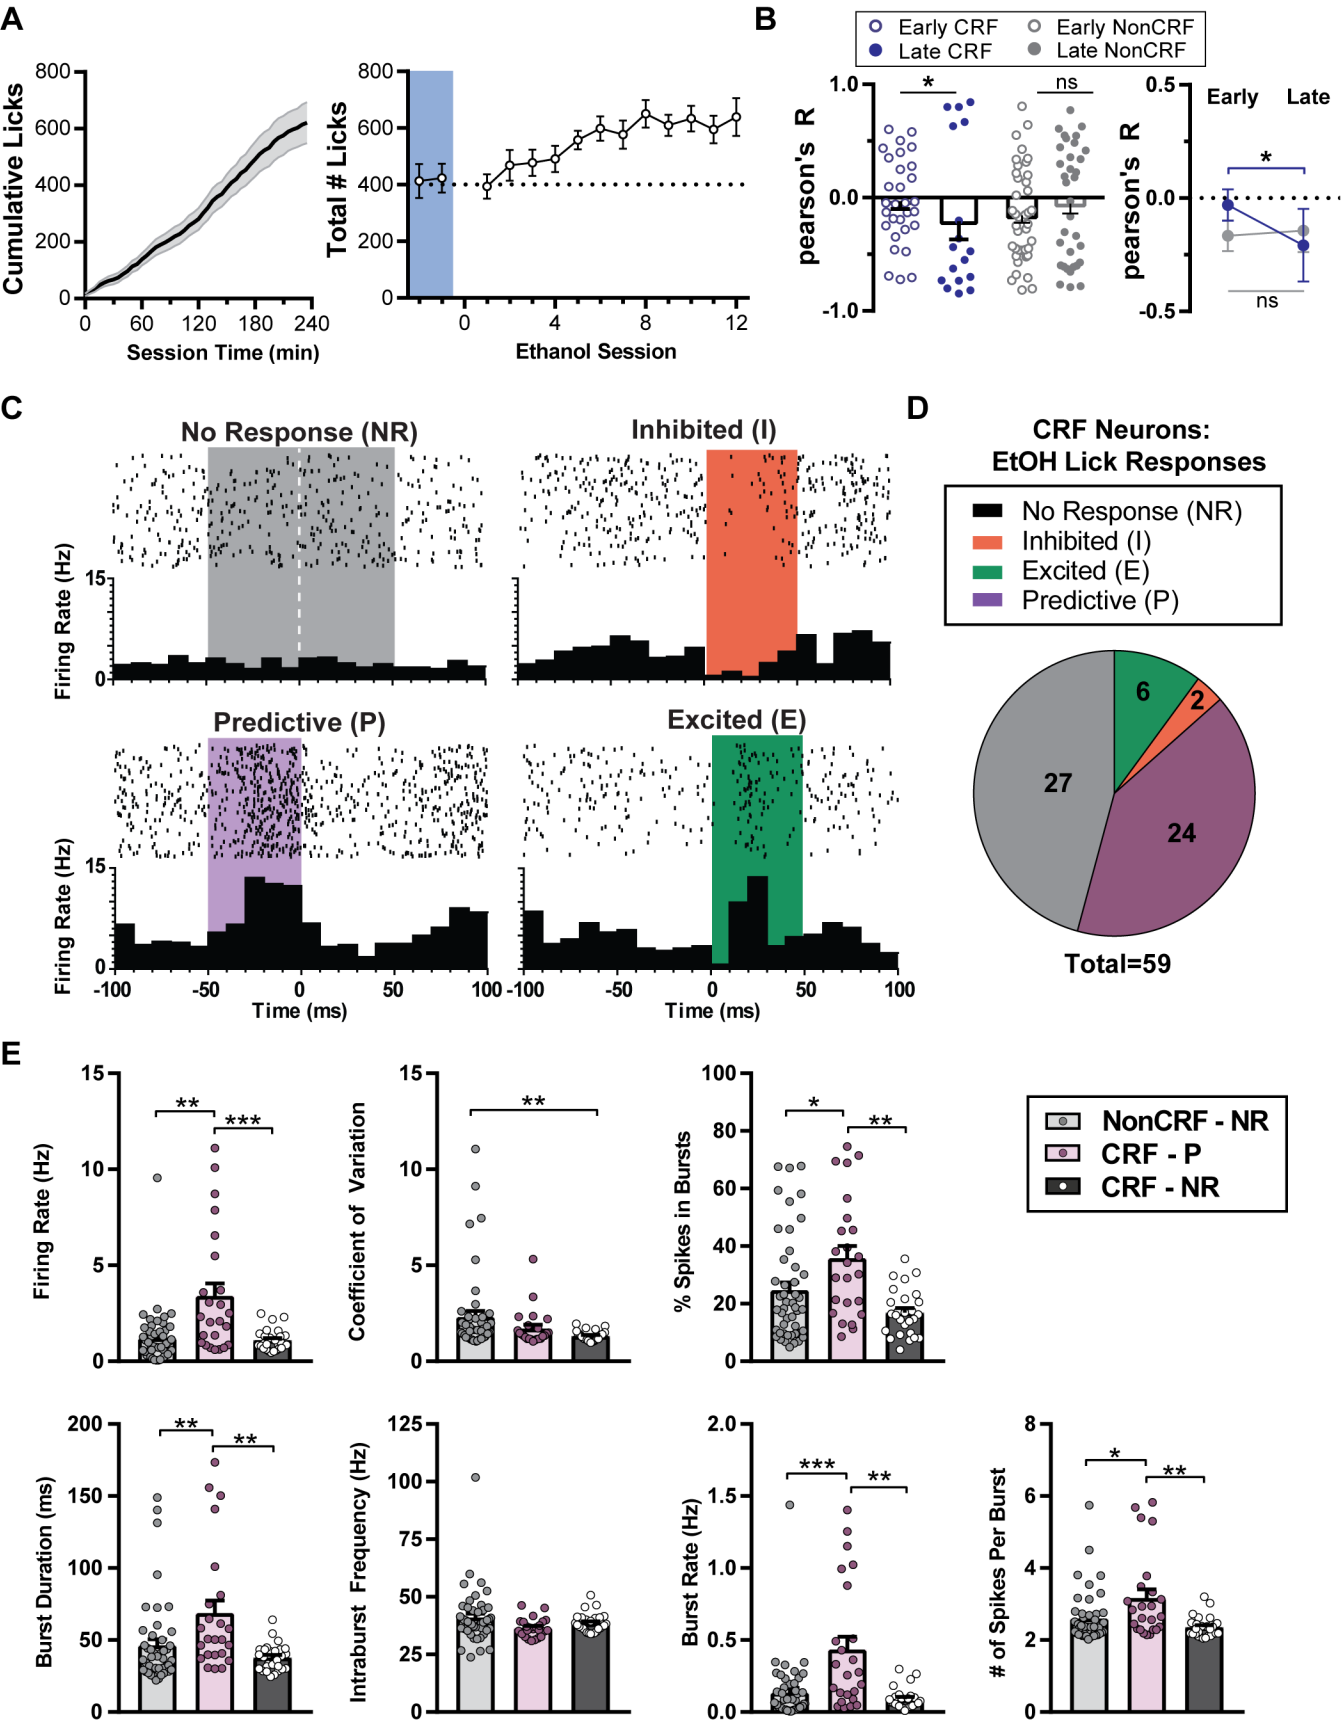 A
Cumulative Licks
800
600
400
200
0
0 60 120 180 240
Session Time (min)
Total # Licks
800
600
400
200
0
0 4 8 12
Ethanol Session
B
Early CRF Early NonCRF
Late CRF Late NonCRF
pearson's R
1.0
0.0
-1.0
*
ns
pearson's R
0.5
0.0
-0.5
Early Late
*
ns
C
No Response (NR)
Inhibited (I)
Firing Rate (Hz)
15
0
Predictive (P)
Excited (E)
Firing Rate (Hz)
15
0
-100 -50 0 50 100
Time (ms)
-100 -50 0 50 100
Time (ms)
D
CRF Neurons:
EtOH Lick Responses
No Response (NR)
Inhibited (I)
Excited (E)
Predictive (P)
6
2
27
24
Total=59
E
Firing Rate (Hz)
15
10
5
0
**
***
Coefficient of Variation
15
10
5
0
**
% Spikes in Bursts
100
80
60
40
20
0
*
**
NonCRF - NR
CRF - P
CRF - NR
Burst Duration (ms)
200
150
100
50
0
**
**
Intraburst Frequency (Hz)
125
100
75
50
25
0
Burst Rate (Hz)
2.0
1.5
1.0
0.5
0.0
***
**
# of Spikes Per Burst
8
6
4
2
0
*
**